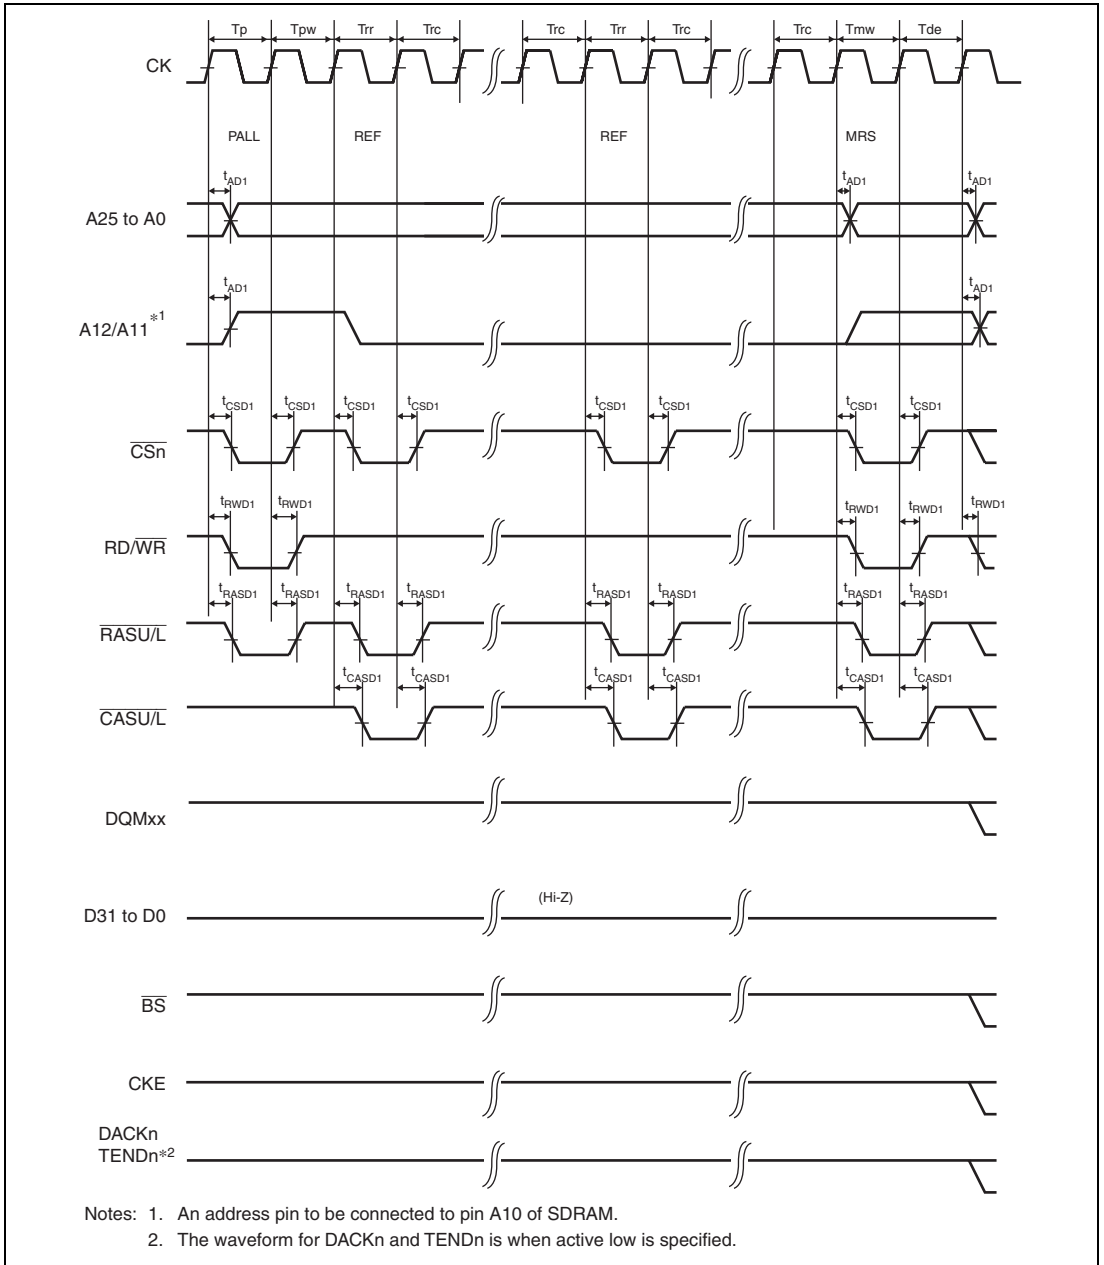 Tp Tpw Trr Trc Trc Trr Trc Trc Tmw Tde
CK
PALL REF REF MRS
tAD1 tAD1 tAD1
A25 to A0
tAD1 tAD1
A12/A11*1
tCSD1 tCSD1 tCSD1 tCSD1 tCSD1 tCSD1 tCSD1 tCSD1
CSn
tRWD1 tRWD1 tRWD1 tRWD1 tRWD1
RD/WR
tRASD1 tRASD1 tRASD1 tRASD1 tRASD1 tRASD1 tRASD1 tRASD1
RASU/L
tCASD1 tCASD1 tCASD1 tCASD1 tCASD1 tCASD1
CASU/L
DQMxx
(Hi-Z)
D31 to D0
BS
CKE
DACKn
TENDn*2
Notes: 1. An address pin to be connected to pin A10 of SDRAM.
2. The waveform for DACKn and TENDn is when active low is specified.